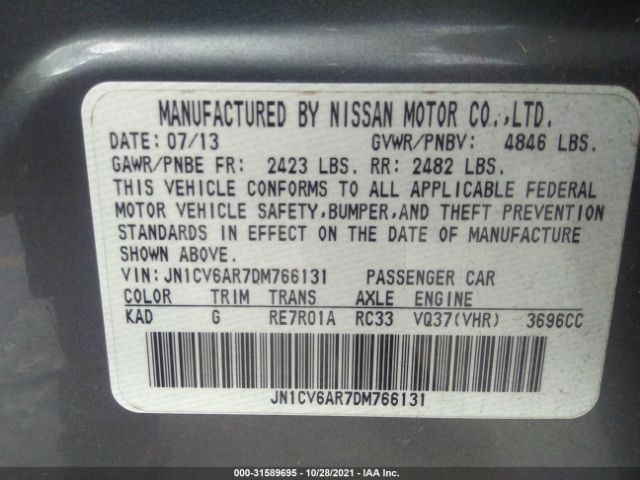 MANUFACTURED BY NISSAN MOTOR CO.,LTD.
DATE: 07/13 GVWR/PNBV: 4846 LBS.
GAWR/PNBE FR: 2423 LBS. RR: 2482 LBS.
THIS VEHICLE CONFORMS TO ALL APPLICABLE FEDERAL
MOTOR VEHICLE SAFETY,BUMPER,AND THEFT PREVENTION
STANDARDS IN EFFECT ON THE DATE OF MANUFACTURE
SHOWN ABOVE.
VIN: JN1CV6AR7DM766131 PASSENGER CAR
COLOR TRIM TRANS AXLE ENGINE
KAD G RE7R01A RC33 VQ37(VHR) 3696CC
JN1CV6AR7DM766131
000-31589695 - 10/28/2021 - IAA Inc.